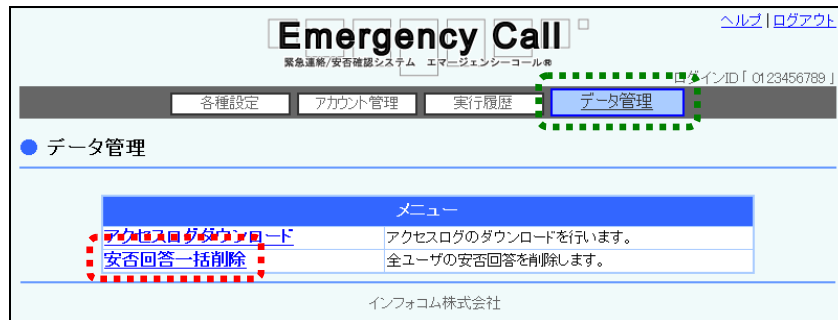 Emergency Call
ヘルプ | ログアウト
緊急連絡/安否確認システム エマージェンシーコール®
ログインID「 0123456789 」
各種設定 アカウント管理 実行履歴 データ管理
データ管理
メニュー
アクセスログダウンロード アクセスログのダウンロードを行います。
安否回答一括削除 全ユーザの安否回答を削除します。
インフォコム株式会社